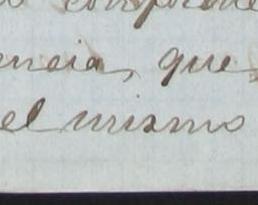 encia, que
el mismo